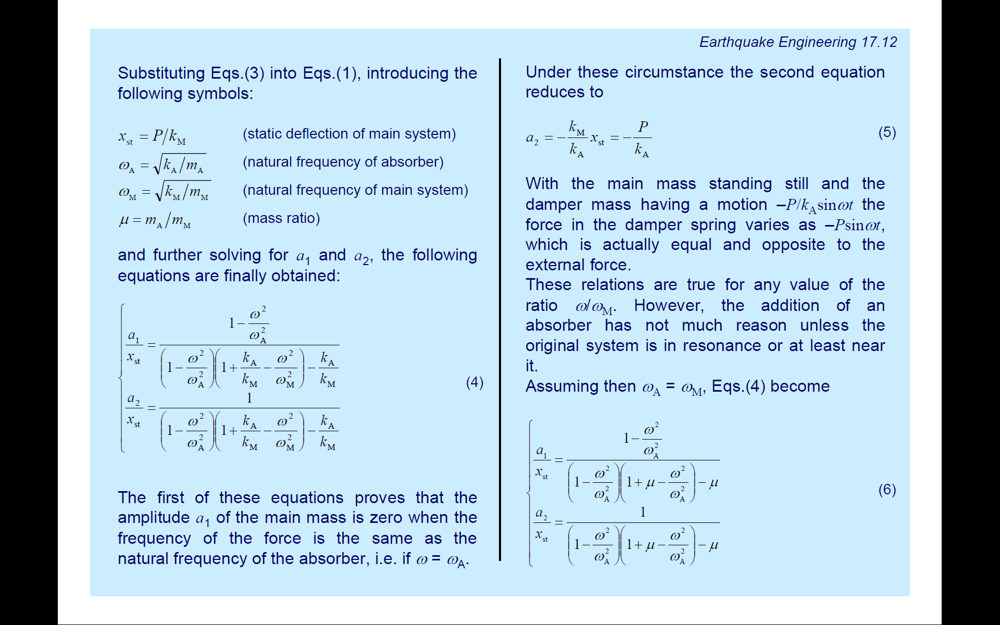 Earthquake Engineering 17.12
Substituting Eqs.(3) into Eqs.(1), introducing the
following symbols:
x_st = P/k_M (static deflection of main system)
ω_A = √(k_A/m_A) (natural frequency of absorber)
ω_M = √(k_M/m_M) (natural frequency of main system)
μ = m_A/m_M (mass ratio)
and further solving for a₁ and a₂, the following
equations are finally obtained:
{ a₁/x_st = (1 − ω²/ω_A²) / ((1 − ω²/ω_A²)(1 + k_A/k_M − ω²/ω_M²) − k_A/k_M)
a₂/x_st = 1 / ((1 − ω²/ω_A²)(1 + k_A/k_M − ω²/ω_M²) − k_A/k_M) (4)
The first of these equations proves that the
amplitude a₁ of the main mass is zero when the
frequency of the force is the same as the
natural frequency of the absorber, i.e. if ω = ω_A.
Under these circumstance the second equation
reduces to
a₂ = −(k_M/k_A) x_st = −P/k_A (5)
With the main mass standing still and the
damper mass having a motion –P/k_A sinωt the
force in the damper spring varies as –Psinωt,
which is actually equal and opposite to the
external force.
These relations are true for any value of the
ratio ω/ω_M. However, the addition of an
absorber has not much reason unless the
original system is in resonance or at least near
it.
Assuming then ω_A = ω_M, Eqs.(4) become
{ a₁/x_st = (1 − ω²/ω_A²) / ((1 − ω²/ω_A²)(1 + μ − ω²/ω_A²) − μ)
a₂/x_st = 1 / ((1 − ω²/ω_A²)(1 + μ − ω²/ω_A²) − μ) (6)